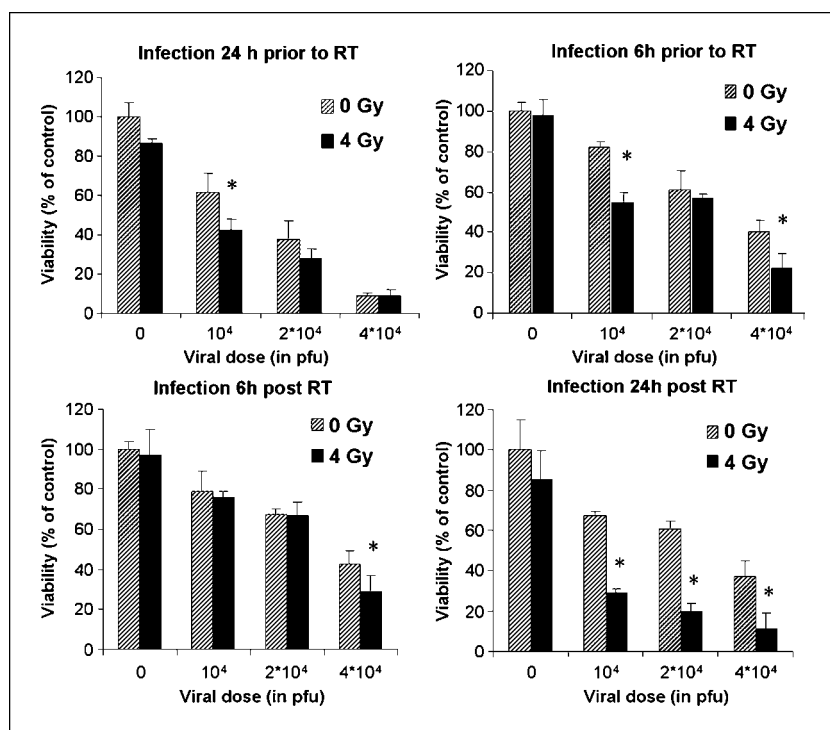 Infection 24 h prior to RT
Viability (% of control)
120
100
80
60
40
20
0
0 Gy
4 Gy
*
0 10⁴ 2*10⁴ 4*10⁴
Viral dose (in pfu)
Infection 6h prior to RT
Viability (% of control)
120
100
80
60
40
20
0
0 Gy
4 Gy
*
*
0 10⁴ 2*10⁴ 4*10⁴
Viral dose (in pfu)
Infection 6h post RT
Viability (% of control)
120
100
80
60
40
20
0
0 Gy
4 Gy
*
0 10⁴ 2*10⁴ 4*10⁴
Viral dose (in pfu)
Infection 24h post RT
Viability (% of control)
120
100
80
60
40
20
0
0 Gy
4 Gy
*
*
*
0 10⁴ 2*10⁴ 4*10⁴
Viral dose (in pfu)